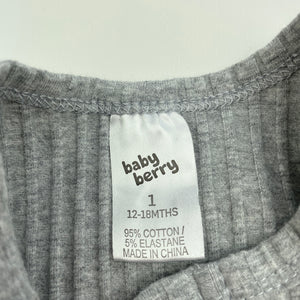 baby
berry
1
12-18MTHS
95% COTTON/
5% ELASTANE
MADE IN CHINA